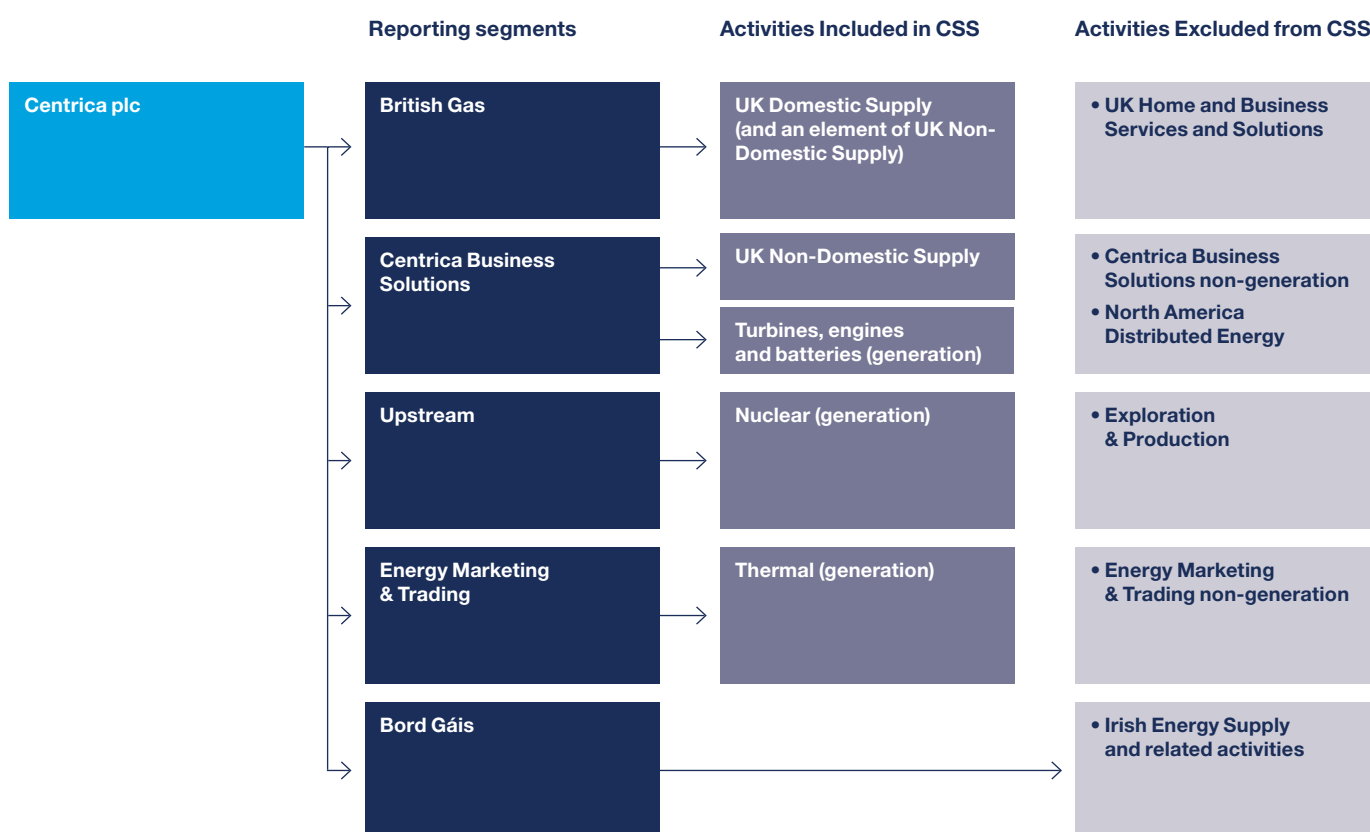 Reporting segments
Activities Included in CSS
Activities Excluded from CSS
Centrica plc
British Gas
UK Domestic Supply
(and an element of UK Non-
Domestic Supply)
• UK Home and Business
Services and Solutions
Centrica Business
Solutions
UK Non-Domestic Supply
Turbines, engines
and batteries (generation)
• Centrica Business
Solutions non-generation
• North America
Distributed Energy
Upstream
Nuclear (generation)
• Exploration
& Production
Energy Marketing
& Trading
Thermal (generation)
• Energy Marketing
& Trading non-generation
Bord Gáis
• Irish Energy Supply
and related activities